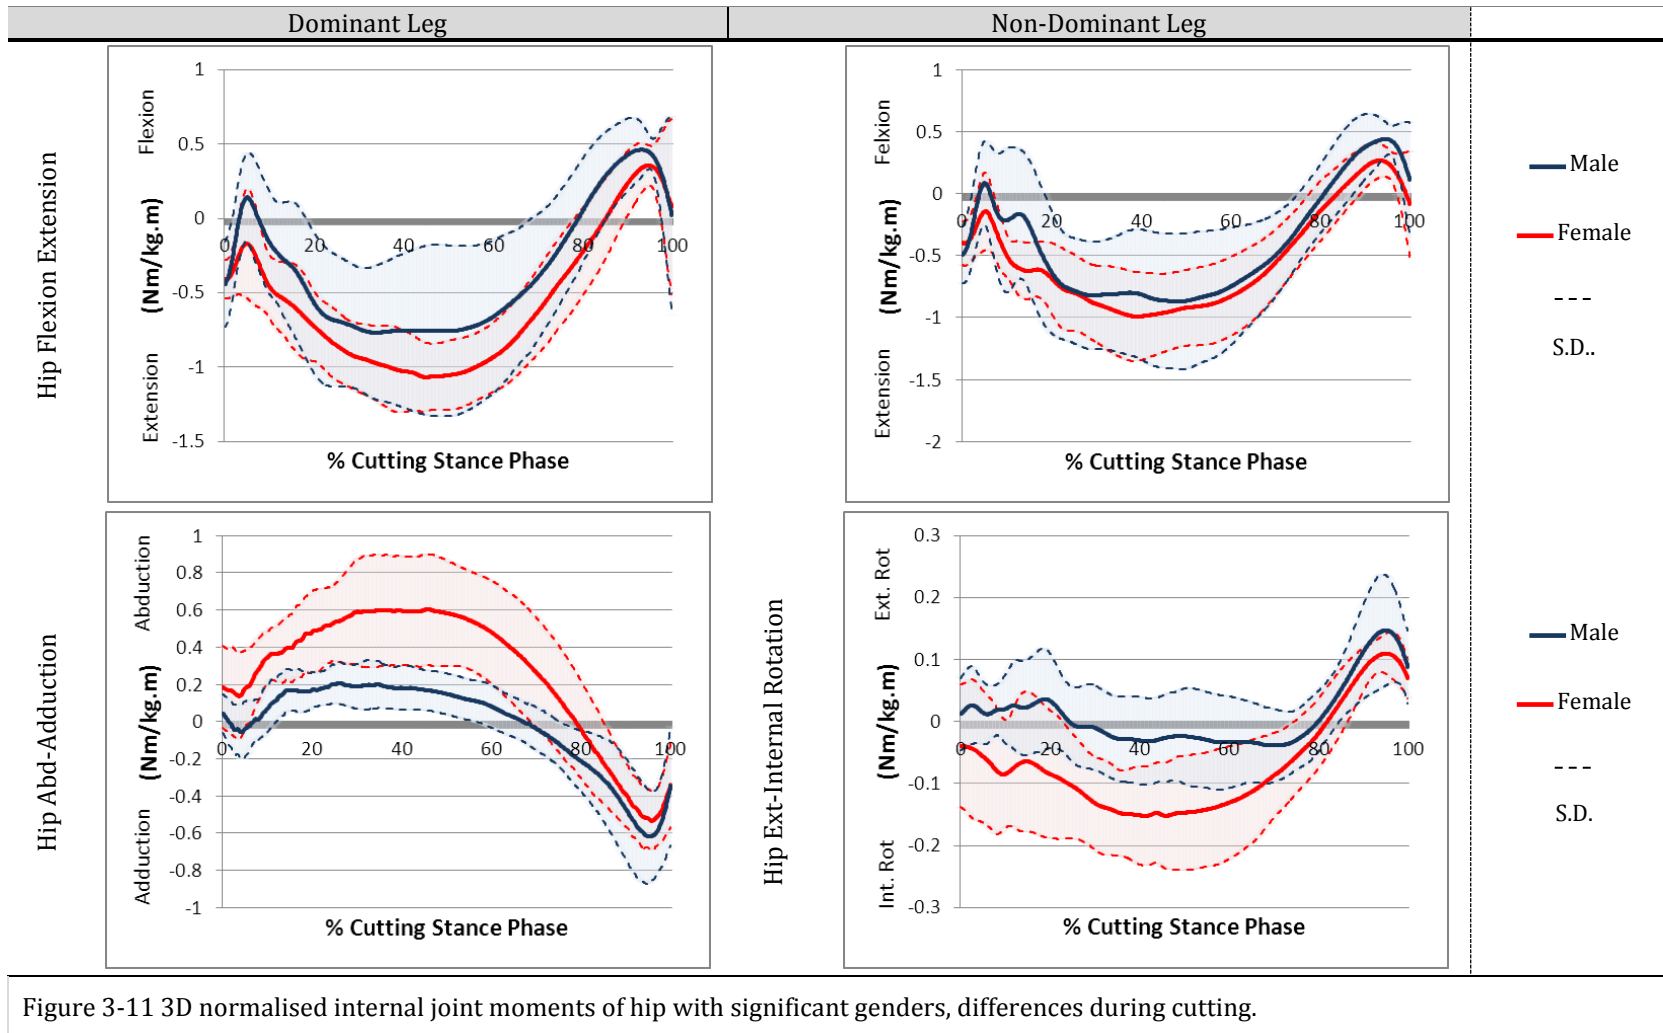 Dominant Leg
Non-Dominant Leg
Hip Flexion Extension
Flexion
(Nm/kg.m)
Extension
1
0.5
0
-0.5
-1
-1.5
0 20 40 60 80 100
% Cutting Stance Phase
Felxion
(Nm/kg.m)
Extension
1
0.5
0
-0.5
-1
-1.5
-2
0 20 40 60 80 100
% Cutting Stance Phase
Male
Female
S.D..
Hip Abd-Adduction
Abduction
(Nm/kg.m)
Adduction
1
0.8
0.6
0.4
0.2
0
-0.2
-0.4
-0.6
-0.8
-1
0 20 40 60 80 100
% Cutting Stance Phase
Hip Ext-Internal Rotation
Ext. Rot
(Nm/kg.m)
Int. Rot
0.3
0.2
0.1
0
-0.1
-0.2
-0.3
0 20 40 60 80 100
% Cutting Stance Phase
Male
Female
S.D.
Figure 3-11 3D normalised internal joint moments of hip with significant genders, differences during cutting.